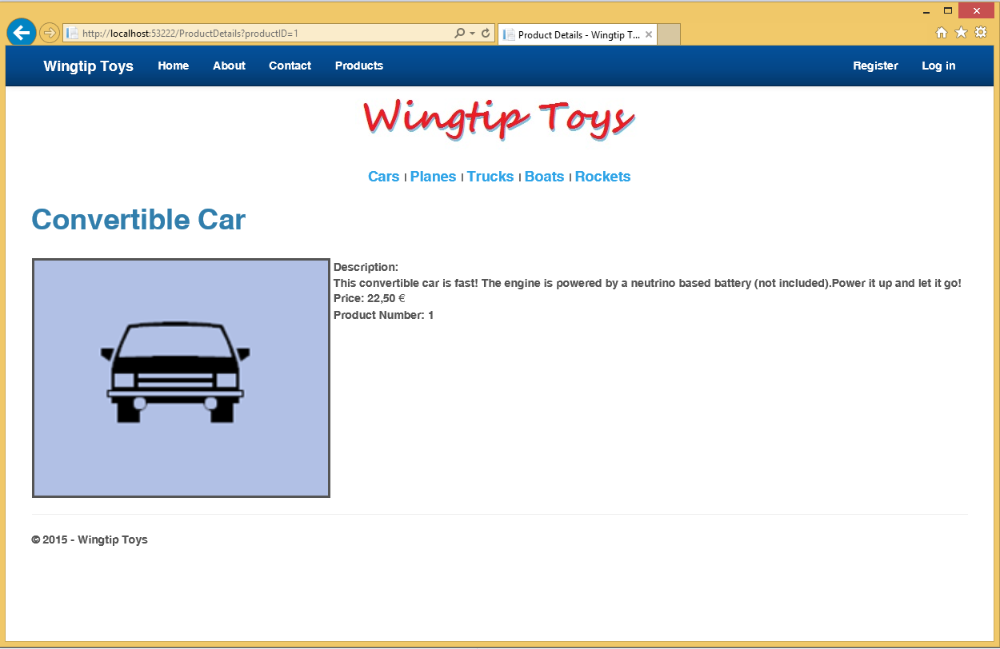 http://localhost:53222/ProductDetails?productID=1
Product Details - Wingtip T...
Wingtip Toys Home About Contact Products Register Log in
Wingtip Toys
Cars | Planes | Trucks | Boats | Rockets
Convertible Car
Description:
This convertible car is fast! The engine is powered by a neutrino based battery (not included).Power it up and let it go!
Price: 22,50 €
Product Number: 1
© 2015 - Wingtip Toys